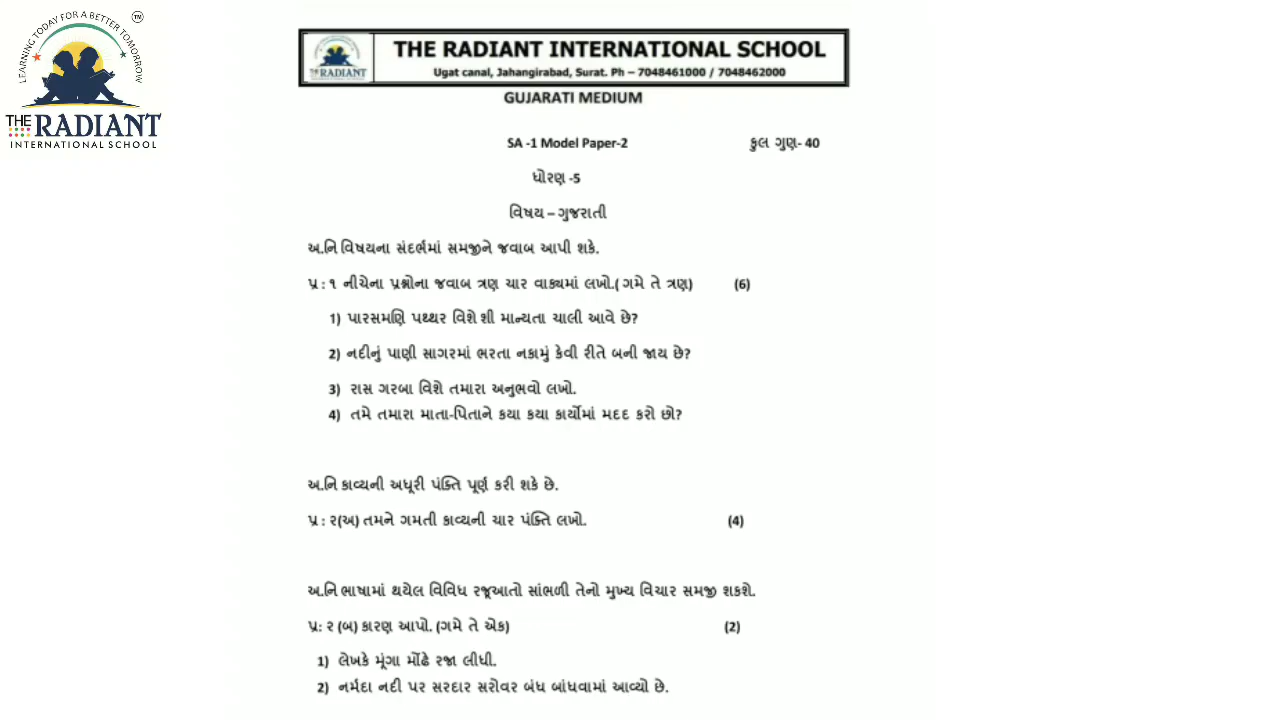 LEARNING TODAY FOR A BETTER TOMORROW
TM
THE RADIANT
INTERNATIONAL SCHOOL
THE RADIANT
THE RADIANT INTERNATIONAL SCHOOL
Ugat canal, Jahangirabad, Surat. Ph – 7048461000 / 7048462000
GUJARATI MEDIUM
SA -1 Model Paper-2 કુલ ગુણ- 40
ધોરણ -5
વિષય – ગુજરાતી
અ.નિ વિષયના સંદર્ભમાં સમજીને જવાબ આપી શકે.
પ્ર : ૧ નીચેના પ્રશ્નોના જવાબ ત્રણ ચાર વાક્યમાં લખો.( ગમે તે ત્રણ) (6)
1) પારસમણિ પથ્થર વિશે શી માન્યતા ચાલી આવે છે?
2) નદીનું પાણી સાગરમાં ભરતા નકામું કેવી રીતે બની જાય છે?
3) રાસ ગરબા વિશે તમારા અનુભવો લખો.
4) તમે તમારા માતા-પિતાને કયા કયા કાર્યોમાં મદદ કરો છો?
અ.નિ કાવ્યની અધૂરી પંક્તિ પૂર્ણ કરી શકે છે.
પ્ર : ર(અ) તમને ગમતી કાવ્યની ચાર પંક્તિ લખો. (4)
અ.નિ ભાષામાં થયેલ વિવિધ રજૂઆતો સાંભળી તેનો મુખ્ય વિચાર સમજી શકશે.
પ્ર: ર (બ) કારણ આપો. (ગમે તે એક) (2)
1) લેખકે મૂંગા મોંઢે રજા લીધી.
2) નર્મદા નદી પર સરદાર સરોવર બંધ બાંધવામાં આવ્યો છે.